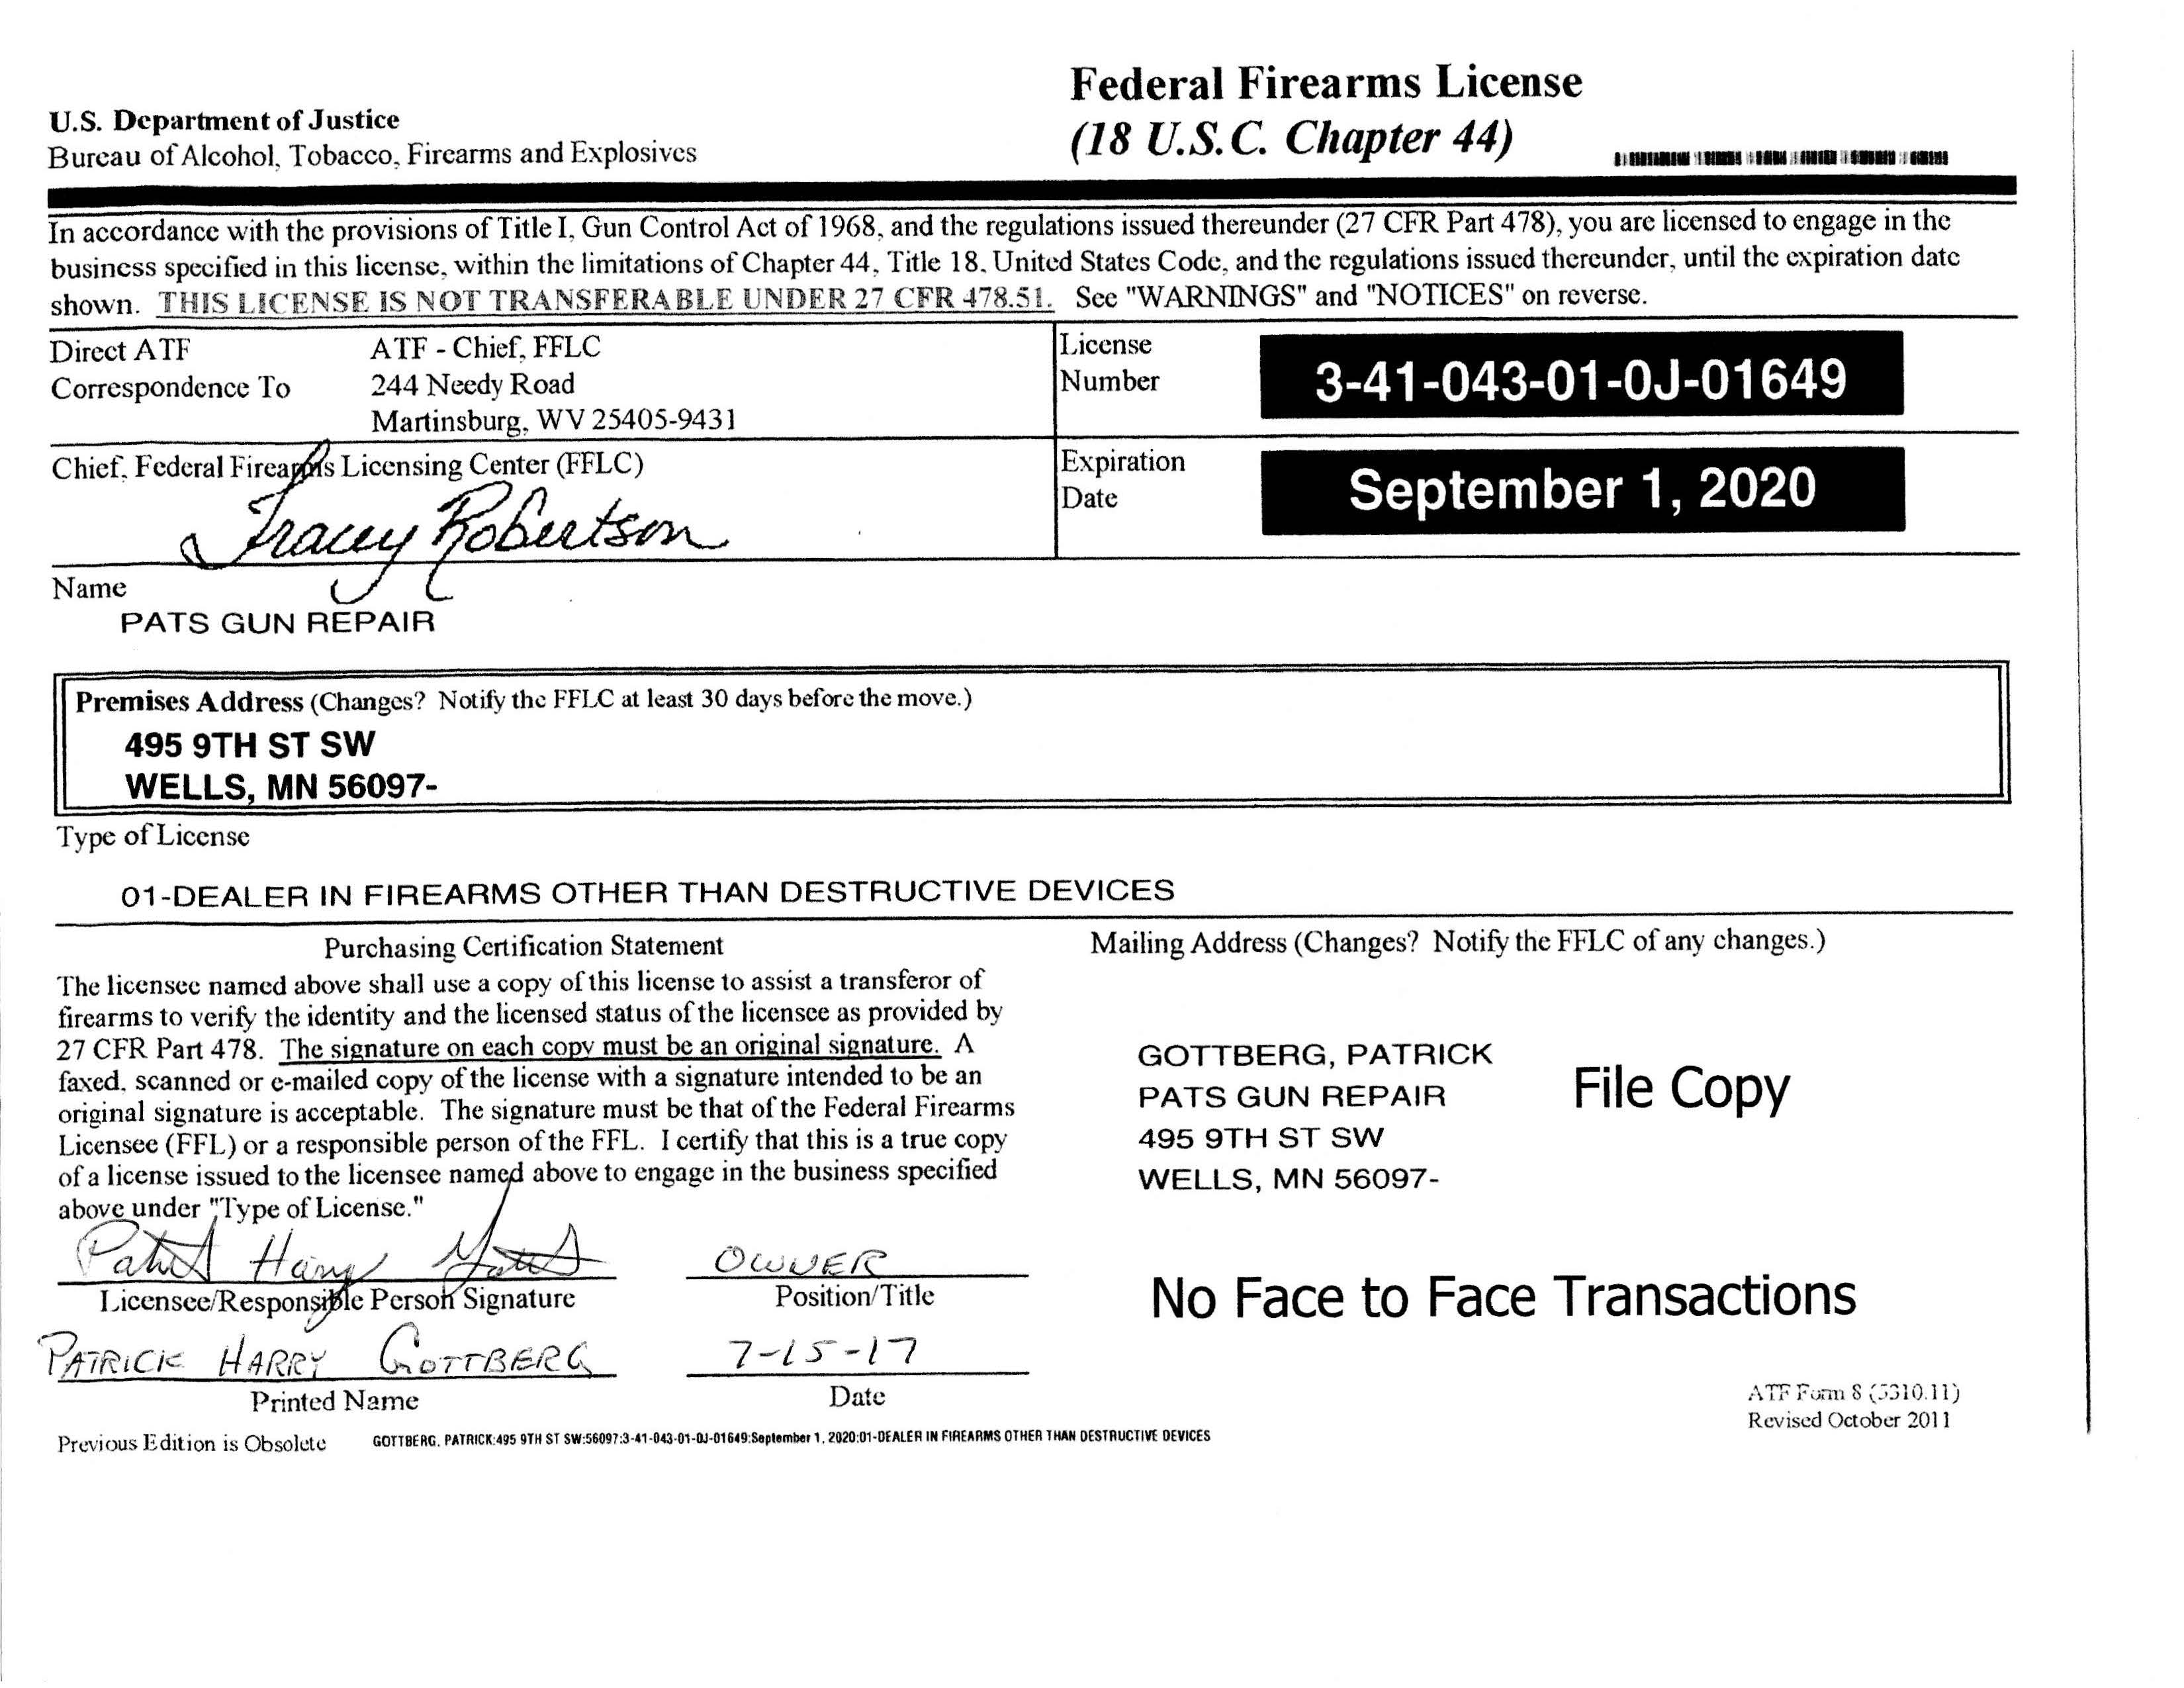 U.S. Department of Justice
Bureau of Alcohol, Tobacco, Firearms and Explosives
Federal Firearms License
(18 U.S.C. Chapter 44)
In accordance with the provisions of Title I, Gun Control Act of 1968, and the regulations issued thereunder (27 CFR Part 478), you are licensed to engage in the
business specified in this license, within the limitations of Chapter 44, Title 18, United States Code, and the regulations issued thereunder, until the expiration date
shown. THIS LICENSE IS NOT TRANSFERABLE UNDER 27 CFR 478.51. See "WARNINGS" and "NOTICES" on reverse.
Direct ATF
Correspondence To
ATF - Chief, FFLC
244 Needy Road
Martinsburg, WV 25405-9431
License
Number
3-41-043-01-0J-01649
Chief, Federal Firearms Licensing Center (FFLC)
Tracey Robertson
Expiration
Date
September 1, 2020
Name
PATS GUN REPAIR
Premises Address (Changes? Notify the FFLC at least 30 days before the move.)
495 9TH ST SW
WELLS, MN 56097-
Type of License
01-DEALER IN FIREARMS OTHER THAN DESTRUCTIVE DEVICES
Purchasing Certification Statement
The licensee named above shall use a copy of this license to assist a transferor of
firearms to verify the identity and the licensed status of the licensee as provided by
27 CFR Part 478. The signature on each copy must be an original signature. A
faxed, scanned or e-mailed copy of the license with a signature intended to be an
original signature is acceptable. The signature must be that of the Federal Firearms
Licensee (FFL) or a responsible person of the FFL. I certify that this is a true copy
of a license issued to the licensee named above to engage in the business specified
above under "Type of License."
Mailing Address (Changes? Notify the FFLC of any changes.)
GOTTBERG, PATRICK
PATS GUN REPAIR
495 9TH ST SW
WELLS, MN 56097-
File Copy
No Face to Face Transactions
Harry
OWNER
Licensee/Responsible Person Signature
Position/Title
PATRICK HARRY GOTTBERG
7-15-17
Printed Name
Date
ATF Form 8 (5310.11)
Revised October 2011
Previous Edition is Obsolete
GOTTBERG, PATRICK:495 9TH ST SW:56097:3-41-043-01-0J-01649:September 1, 2020:01-DEALER IN FIREARMS OTHER THAN DESTRUCTIVE DEVICES